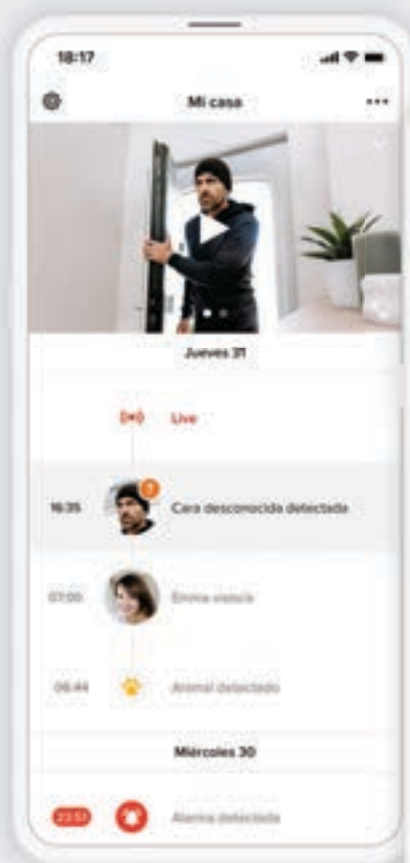 18:17
Mi casa
Jueves 31
Live
16:35 Cara desconocida detectada
07:00 Emma
06:44 Animal detectado
Miércoles 30
23:51 Alarma detectada